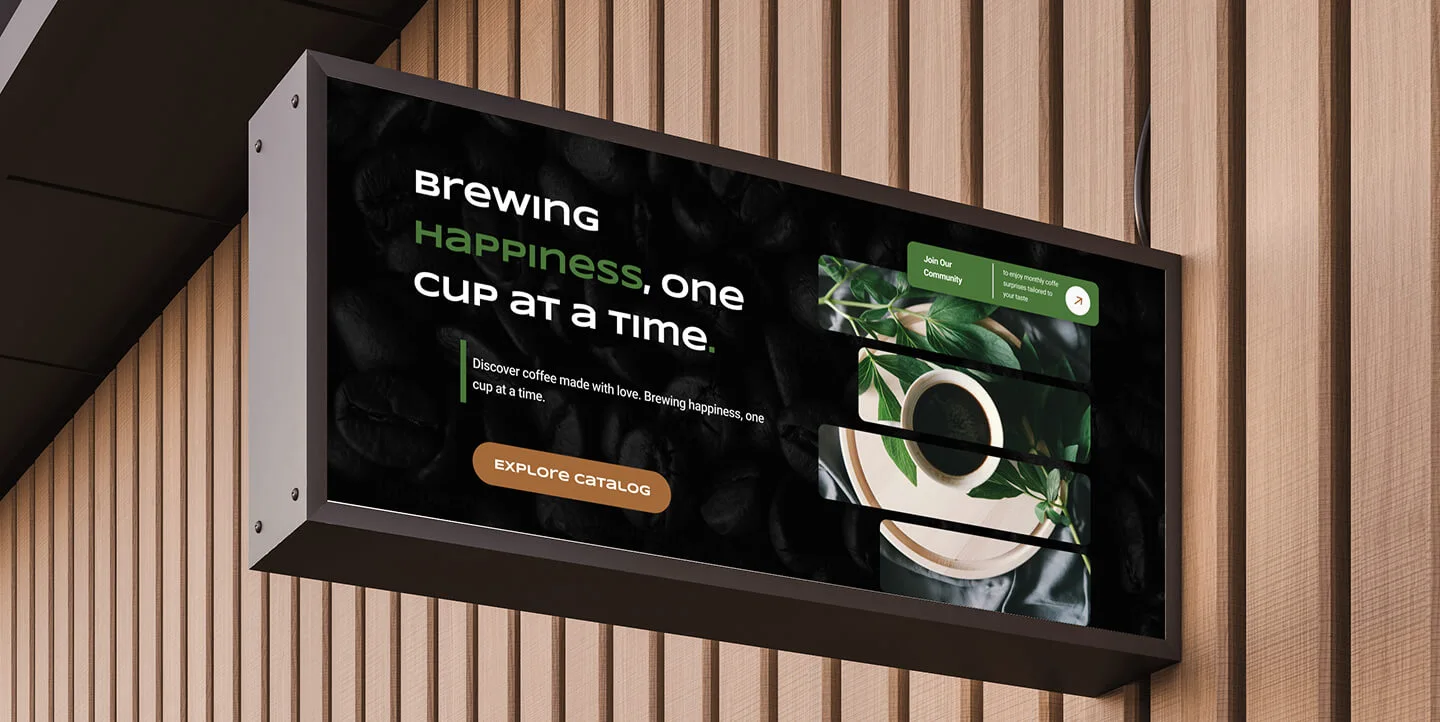 Brewing
Happiness, one
cup at a time.
Discover coffee made with love. Brewing happiness, one
cup at a time.
Explore catalog
Join Our
Community
to enjoy monthly coffe
surprises tailored to
your taste